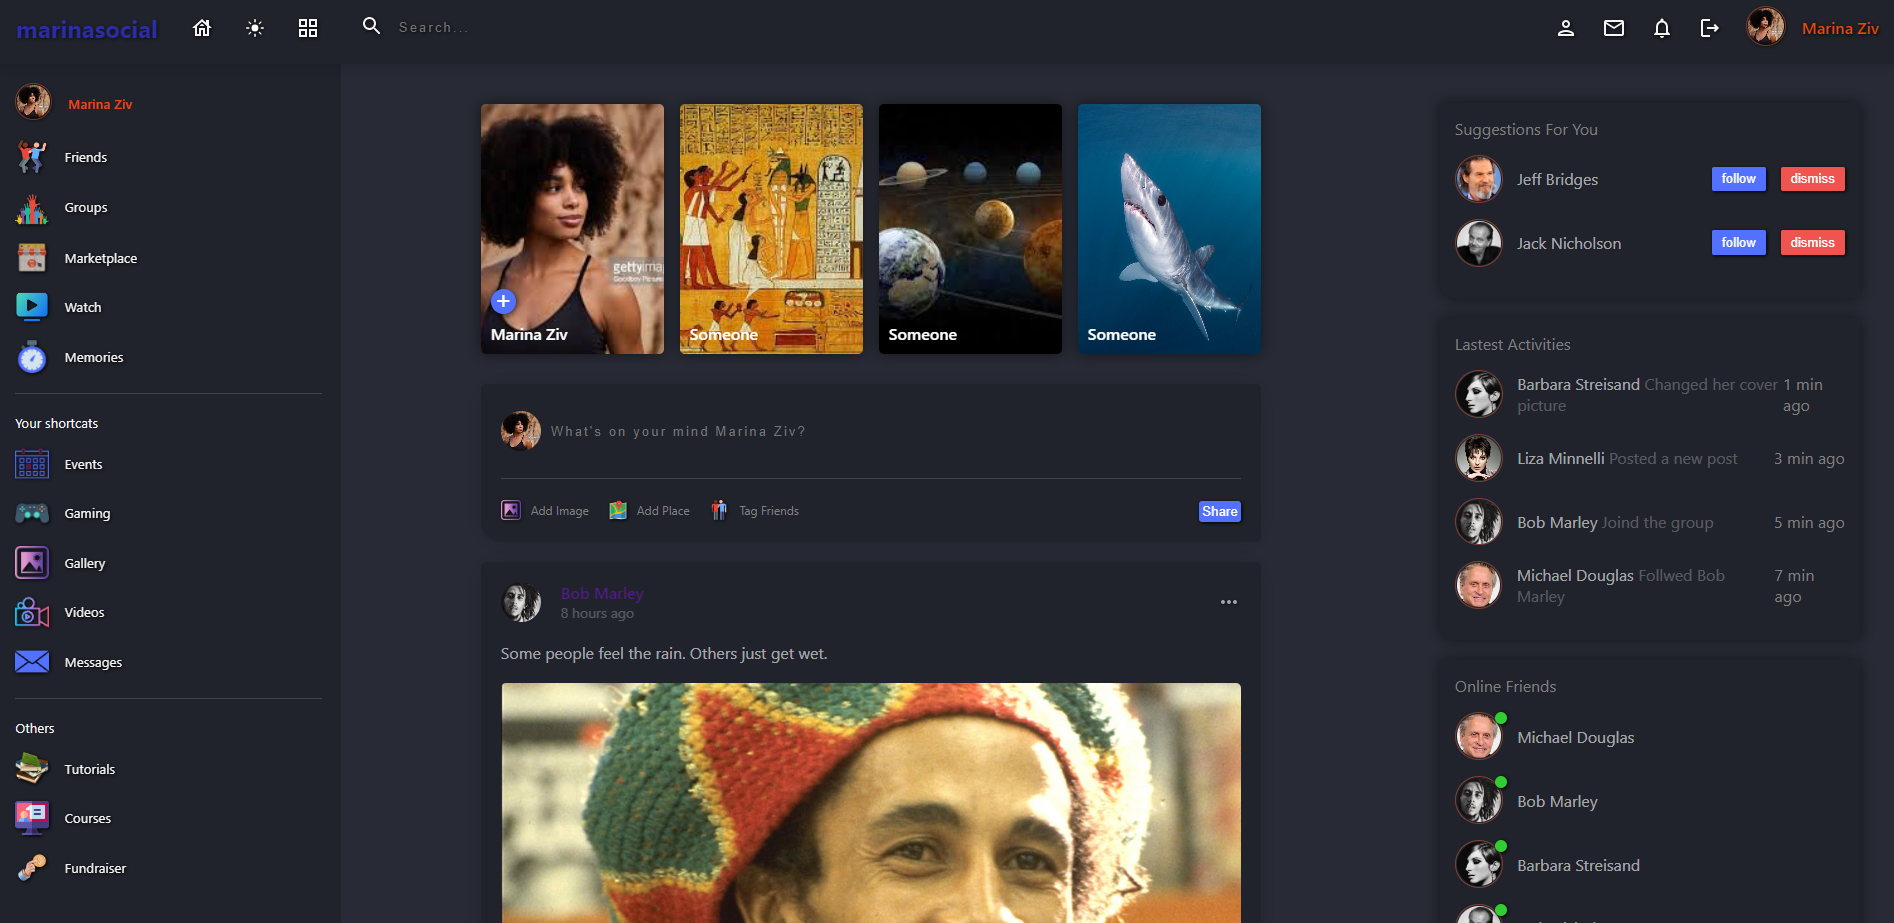 marinasocial
Search...
Marina Ziv
Marina Ziv
Friends
Groups
Marketplace
Watch
Memories
Your shortcats
Events
Gaming
Gallery
Videos
Messages
Others
Tutorials
Courses
Fundraiser
gettyima
Marina Ziv
Someone
Someone
Someone
What's on your mind Marina Ziv?
Add Image
Add Place
Tag Friends
Share
Bob Marley
8 hours ago
Some people feel the rain. Others just get wet.
Suggestions For You
Jeff Bridges
follow
dismiss
Jack Nicholson
follow
dismiss
Lastest Activities
Barbara Streisand Changed her cover
picture
1 min
ago
Liza Minnelli Posted a new post
3 min ago
Bob Marley Joind the group
5 min ago
Michael Douglas Follwed Bob
Marley
7 min
ago
Online Friends
Michael Douglas
Bob Marley
Barbara Streisand